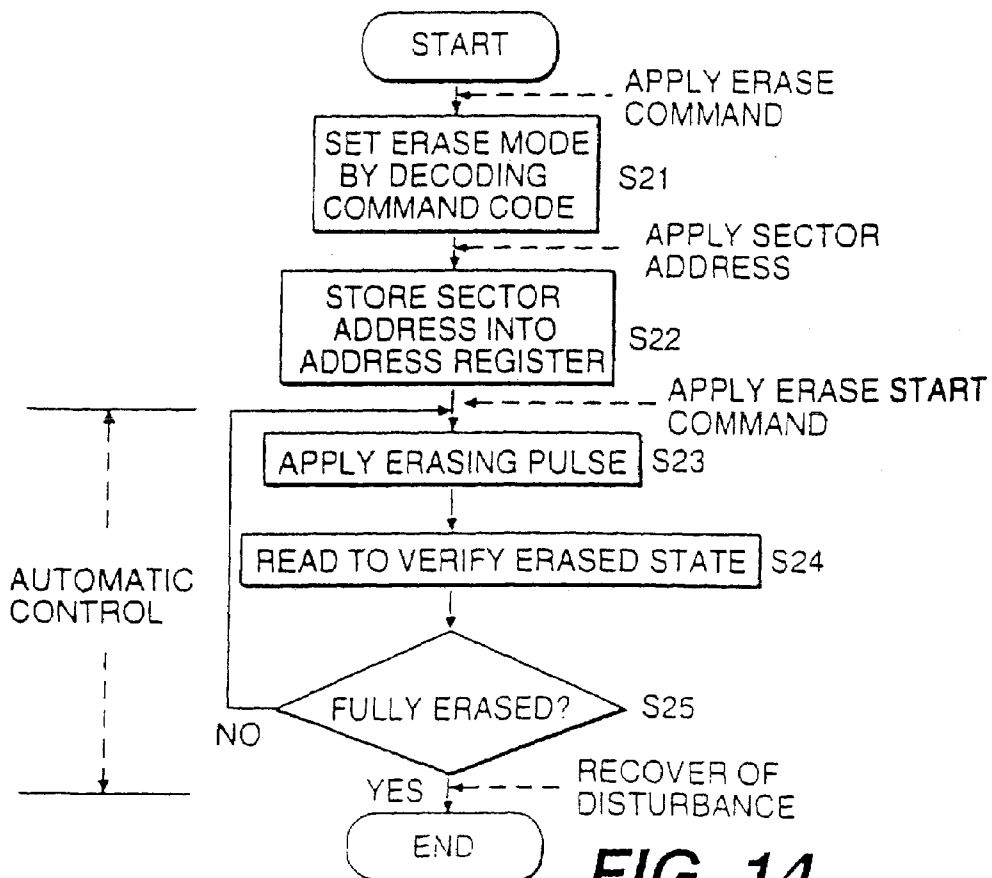 START
APPLY ERASE
COMMAND
SET ERASE MODE
BY DECODING
COMMAND CODE
S21
APPLY SECTOR
ADDRESS
STORE SECTOR
ADDRESS INTO
ADDRESS REGISTER
S22
APPLY ERASE START
COMMAND
APPLY ERASING PULSE
S23
READ TO VERIFY ERASED STATE
S24
AUTOMATIC
CONTROL
FULLY ERASED?
S25
NO
YES
RECOVER OF
DISTURBANCE
END
FIG. 14